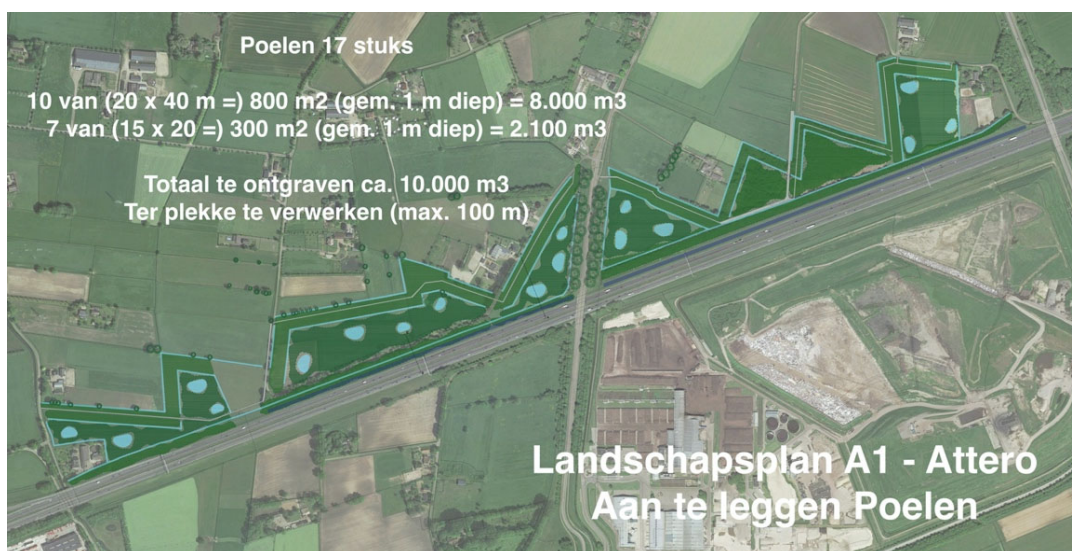 Poelen 17 stuks
10 van (20 x 40 m =) 800 m2 (gem. 1 m diep) = 8.000 m3
7 van (15 x 20 =) 300 m2 (gem. 1 m diep) = 2.100 m3
Totaal te ontgraven ca. 10.000 m3
Ter plekke te verwerken (max. 100 m)
Landschapsplan A1 - Attero
Aan te leggen Poelen